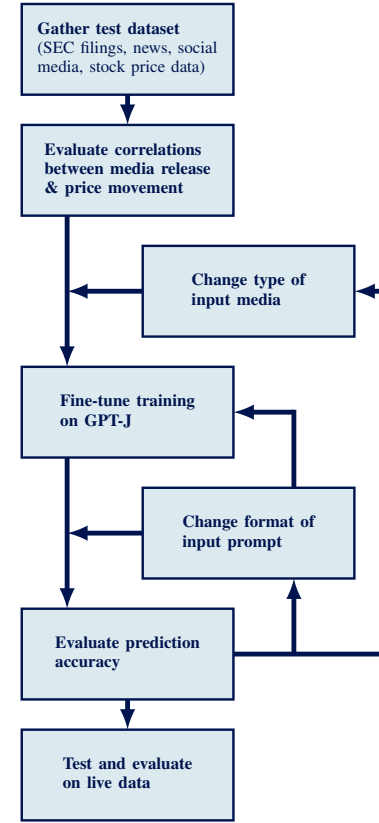 Gather test dataset
(SEC filings, news, social
media, stock price data)
Evaluate correlations
between media release
& price movement
Change type of
input media
Fine-tune training
on GPT-J
Change format of
input prompt
Evaluate prediction
accuracy
Test and evaluate
on live data